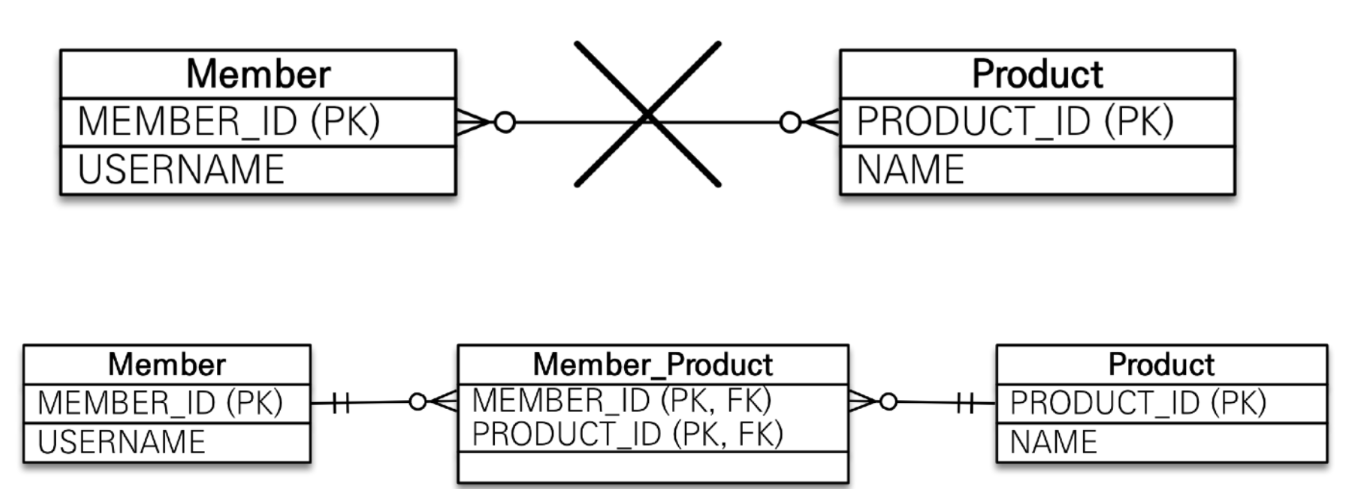 Member
MEMBER_ID (PK)
USERNAME
Product
PRODUCT_ID (PK)
NAME
Member
MEMBER_ID (PK)
USERNAME
Member_Product
MEMBER_ID (PK, FK)
PRODUCT_ID (PK, FK)
Product
PRODUCT_ID (PK)
NAME